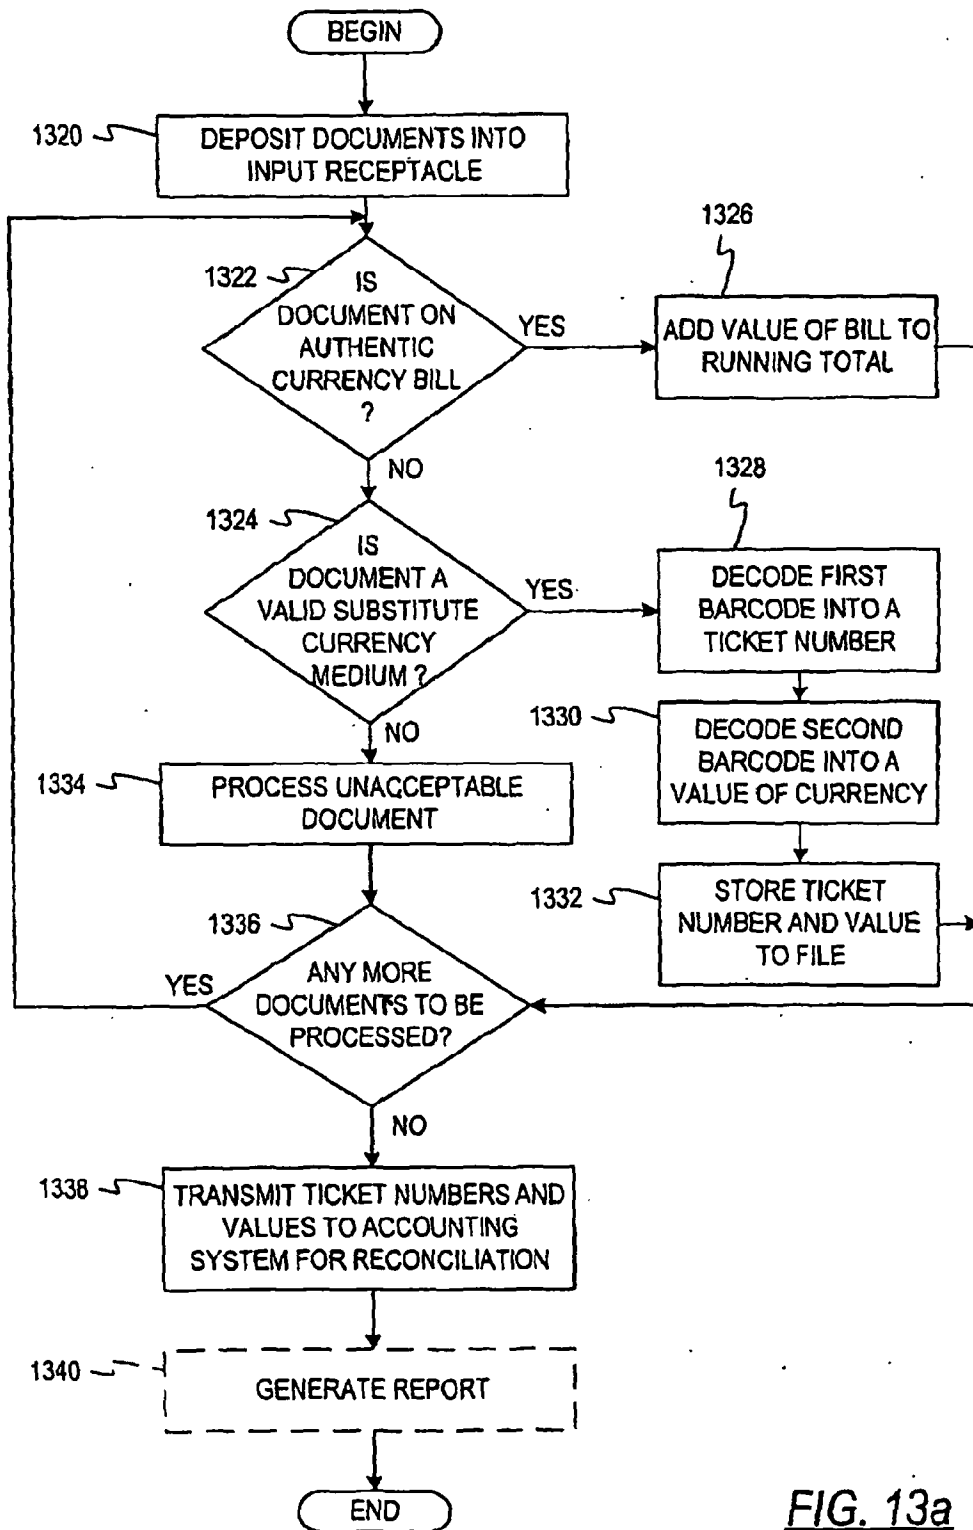 BEGIN
1320
DEPOSIT DOCUMENTS INTO
INPUT RECEPTACLE
1322
IS
DOCUMENT ON
AUTHENTIC
CURRENCY BILL
?
YES
1326
ADD VALUE OF BILL TO
RUNNING TOTAL
NO
1324
IS
DOCUMENT A
VALID SUBSTITUTE
CURRENCY
MEDIUM ?
YES
1328
DECODE FIRST
BARCODE INTO A
TICKET NUMBER
1330
DECODE SECOND
BARCODE INTO A
VALUE OF CURRENCY
1332
STORE TICKET
NUMBER AND VALUE
TO FILE
NO
1334
PROCESS UNACCEPTABLE
DOCUMENT
1336
ANY MORE
DOCUMENTS TO BE
PROCESSED?
YES
NO
1338
TRANSMIT TICKET NUMBERS AND
VALUES TO ACCOUNTING
SYSTEM FOR RECONCILIATION
1340
GENERATE REPORT
END
FIG. 13a